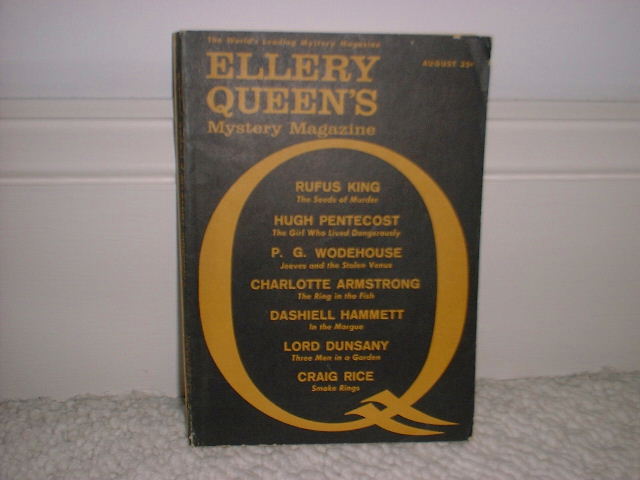 The World's Leading Mystery Magazine
AUGUST 35¢
ELLERY
QUEEN'S
Mystery Magazine
RUFUS KING
The Seeds of Murder
HUGH PENTECOST
The Girl Who Lived Dangerously
P. G. WODEHOUSE
Jeeves and the Stolen Venus
CHARLOTTE ARMSTRONG
The Ring in the Fish
DASHIELL HAMMETT
In the Morgue
LORD DUNSANY
Three Men in a Garden
CRAIG RICE
Smoke Rings
Q